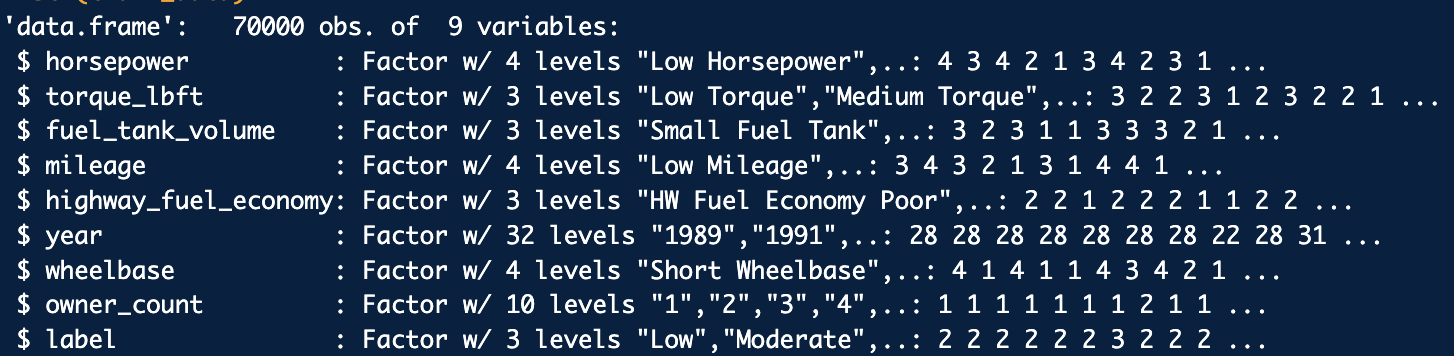 'data.frame':   70000 obs. of  9 variables:
 $ horsepower          : Factor w/ 4 levels "Low Horsepower",..: 4 3 4 2 1 3 4 2 3 1 ...
 $ torque_lbft         : Factor w/ 3 levels "Low Torque","Medium Torque",..: 3 2 2 3 1 2 3 2 2 1 ...
 $ fuel_tank_volume    : Factor w/ 3 levels "Small Fuel Tank",..: 3 2 3 1 1 3 3 3 2 1 ...
 $ mileage             : Factor w/ 4 levels "Low Mileage",..: 3 4 3 2 1 3 1 4 4 1 ...
 $ highway_fuel_economy: Factor w/ 3 levels "HW Fuel Economy Poor",..: 2 2 1 2 2 2 1 1 2 2 ...
 $ year                : Factor w/ 32 levels "1989","1991",..: 28 28 28 28 28 28 28 22 28 31 ...
 $ wheelbase           : Factor w/ 4 levels "Short Wheelbase",..: 4 1 4 1 1 4 3 4 2 1 ...
 $ owner_count         : Factor w/ 10 levels "1","2","3","4",..: 1 1 1 1 1 1 1 2 1 1 ...
 $ label               : Factor w/ 3 levels "Low","Moderate",..: 2 2 2 2 2 2 3 2 2 2 ...